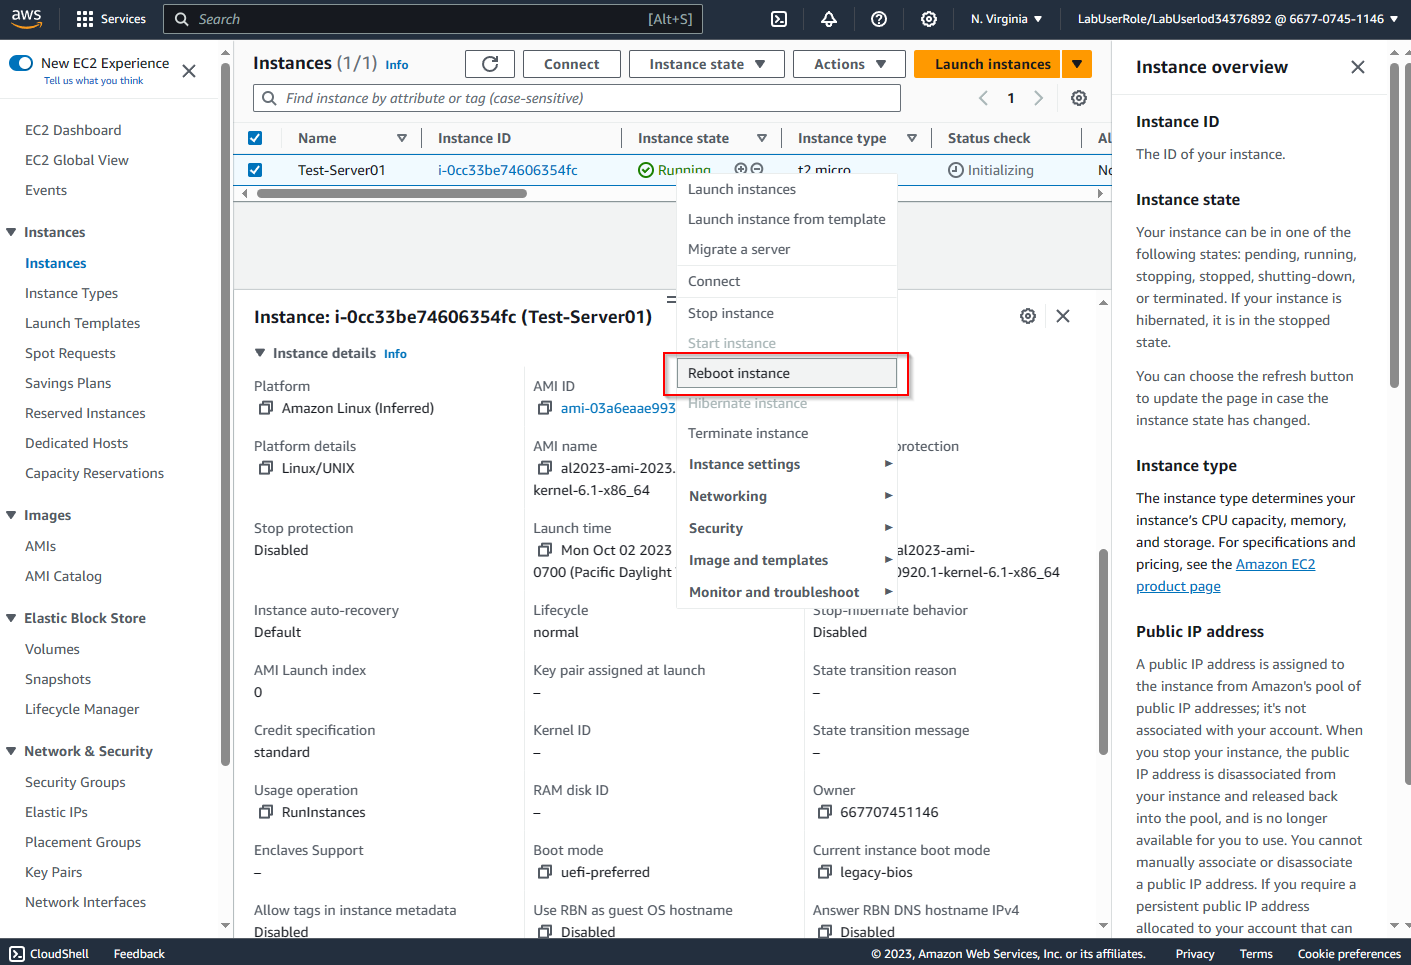 aws
Services
Search
[Alt+S]
N. Virginia
LabUserRole/LabUserlod34376892 @ 6677-0745-1146
New EC2 Experience
Tell us what you think
EC2 Dashboard
EC2 Global View
Events
Instances
Instances
Instance Types
Launch Templates
Spot Requests
Savings Plans
Reserved Instances
Dedicated Hosts
Capacity Reservations
Images
AMIs
AMI Catalog
Elastic Block Store
Volumes
Snapshots
Lifecycle Manager
Network & Security
Security Groups
Elastic IPs
Placement Groups
Key Pairs
Network Interfaces
Instances (1/1) Info
Connect
Instance state
Actions
Launch instances
Find instance by attribute or tag (case-sensitive)
1
Name
Instance ID
Instance state
Instance type
Status check
Al
Test-Server01
i-0cc33be74606354fc
Running
t2.micro
Initializing
No
Launch instances
Launch instance from template
Migrate a server
Connect
Stop instance
Start instance
Reboot instance
Hibernate instance
Terminate instance
Instance settings
Networking
Security
Image and templates
Monitor and troubleshoot
Instance: i-0cc33be74606354fc (Test-Server01)
Instance details Info
Platform
Amazon Linux (Inferred)
AMI ID
ami-03a6eaae993
Platform details
Linux/UNIX
AMI name
al2023-ami-2023.
kernel-6.1-x86_64
protection
Stop protection
Disabled
Launch time
Mon Oct 02 2023
0700 (Pacific Daylight
al2023-ami-
0920.1-kernel-6.1-x86_64
Instance auto-recovery
Default
Lifecycle
normal
Stop-hibernate behavior
Disabled
AMI Launch index
0
Key pair assigned at launch
–
State transition reason
–
Credit specification
standard
Kernel ID
–
State transition message
–
Usage operation
RunInstances
RAM disk ID
–
Owner
667707451146
Enclaves Support
–
Boot mode
uefi-preferred
Current instance boot mode
legacy-bios
Allow tags in instance metadata
Disabled
Use RBN as guest OS hostname
Disabled
Answer RBN DNS hostname IPv4
Disabled
Instance overview
Instance ID
The ID of your instance.
Instance state
Your instance can be in one of the
following states: pending, running,
stopping, stopped, shutting-down,
or terminated. If your instance is
hibernated, it is in the stopped
state.
You can choose the refresh button
to update the page in case the
instance state has changed.
Instance type
The instance type determines your
instance's CPU capacity, memory,
and storage. For specifications and
pricing, see the Amazon EC2
product page
Public IP address
A public IP address is assigned to
the instance from Amazon's pool of
public IP addresses; it's not
associated with your account. When
you stop your instance, the public
IP address is disassociated from
your instance and released back
into the pool, and is no longer
available for you to use. You cannot
manually associate or disassociate
a public IP address. If you require a
persistent public IP address
allocated to your account that can
CloudShell
Feedback
© 2023, Amazon Web Services, Inc. or its affiliates.
Privacy
Terms
Cookie preferences